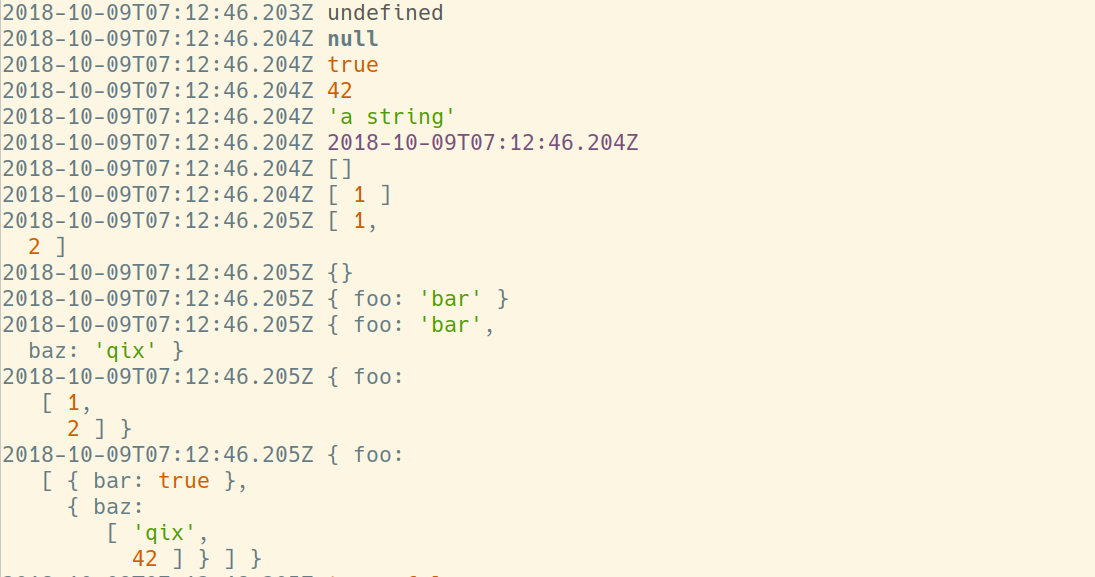 2018-10-09T07:12:46.203Z undefined
2018-10-09T07:12:46.204Z null
2018-10-09T07:12:46.204Z true
2018-10-09T07:12:46.204Z 42
2018-10-09T07:12:46.204Z 'a string'
2018-10-09T07:12:46.204Z 2018-10-09T07:12:46.204Z
2018-10-09T07:12:46.204Z []
2018-10-09T07:12:46.204Z [ 1 ]
2018-10-09T07:12:46.205Z [ 1,
  2 ]
2018-10-09T07:12:46.205Z {}
2018-10-09T07:12:46.205Z { foo: 'bar' }
2018-10-09T07:12:46.205Z { foo: 'bar',
  baz: 'qix' }
2018-10-09T07:12:46.205Z { foo:
   [ 1,
     2 ] }
2018-10-09T07:12:46.205Z { foo:
   [ { bar: true },
     { baz:
        [ 'qix',
          42 ] } ] }